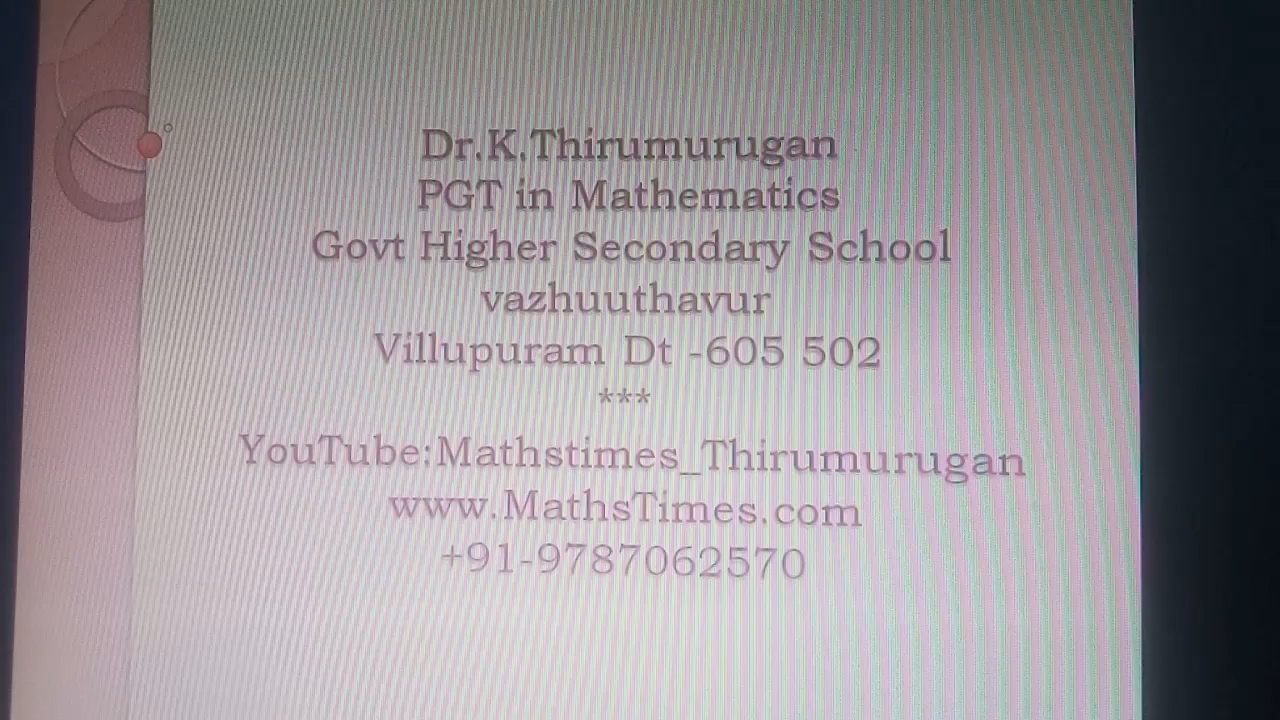 Dr.K.Thirumurugan
PGT in Mathematics
Govt Higher Secondary School
vazhuuthavur
Villupuram Dt -605 502
***
YouTube:Mathstimes_Thirumurugan
www.MathsTimes.com
+91-9787062570